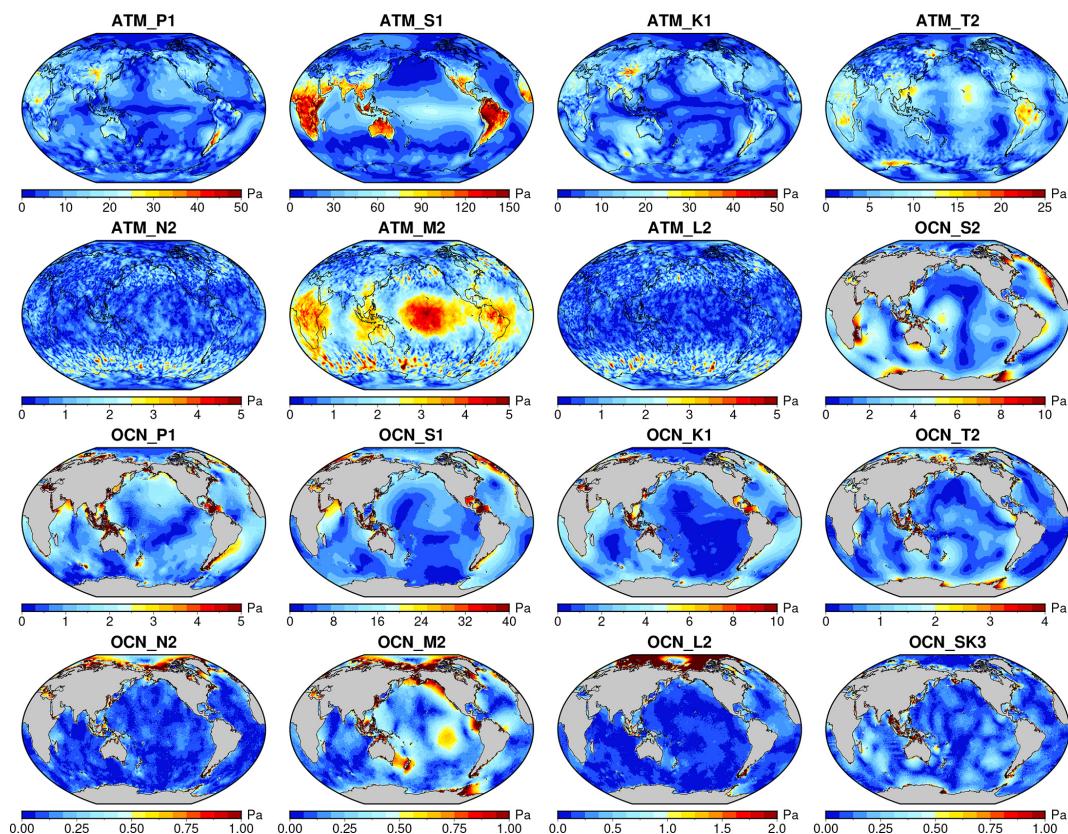 ATM_P1 ATM_S1 ATM_K1 ATM_T2
0 10 20 30 40 50 Pa 0 30 60 90 120 150 Pa 0 10 20 30 40 50 Pa 0 5 10 15 20 25 Pa
ATM_N2 ATM_M2 ATM_L2 OCN_S2
0 1 2 3 4 5 Pa 0 1 2 3 4 5 Pa 0 1 2 3 4 5 Pa 0 2 4 6 8 10 Pa
OCN_P1 OCN_S1 OCN_K1 OCN_T2
0 1 2 3 4 5 Pa 0 8 16 24 32 40 Pa 0 2 4 6 8 10 Pa 0 1 2 3 4 Pa
OCN_N2 OCN_M2 OCN_L2 OCN_SK3
0.00 0.25 0.50 0.75 1.00 Pa 0.00 0.25 0.50 0.75 1.00 Pa 0.0 0.5 1.0 1.5 2.0 Pa 0.00 0.25 0.50 0.75 1.00 Pa